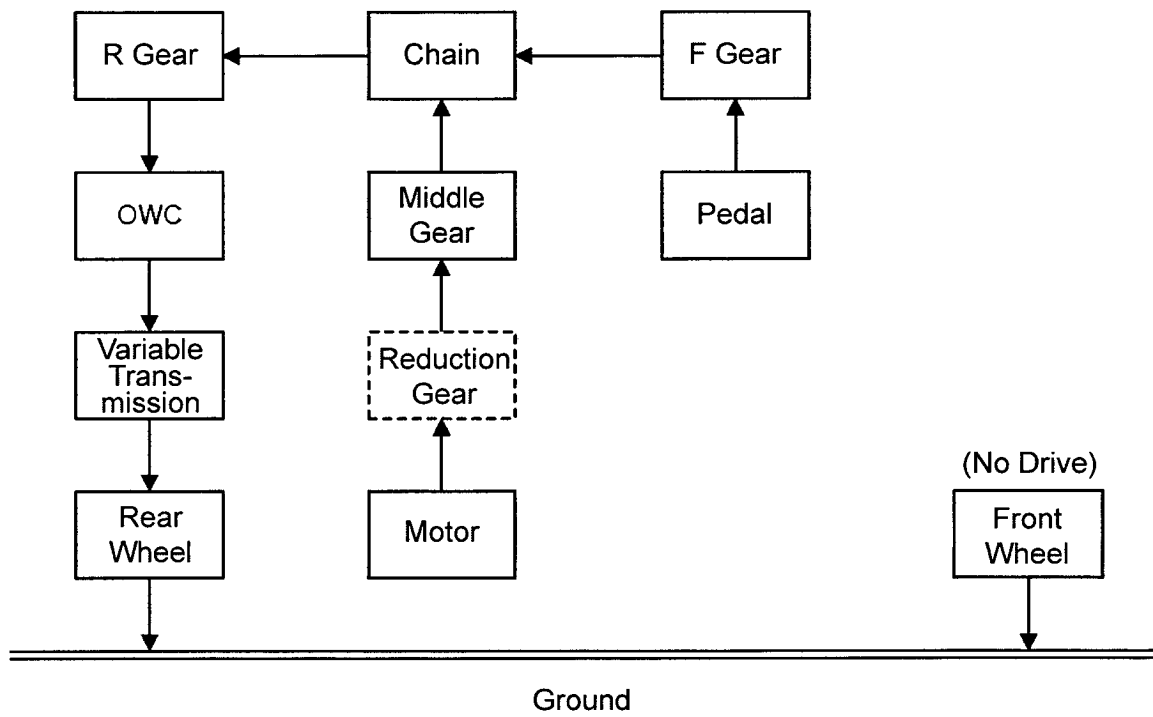 R Gear
Chain
F Gear
OWC
Middle
Gear
Pedal
Variable
Trans-
mission
Reduction
Gear
(No Drive)
Rear
Wheel
Motor
Front
Wheel
Ground